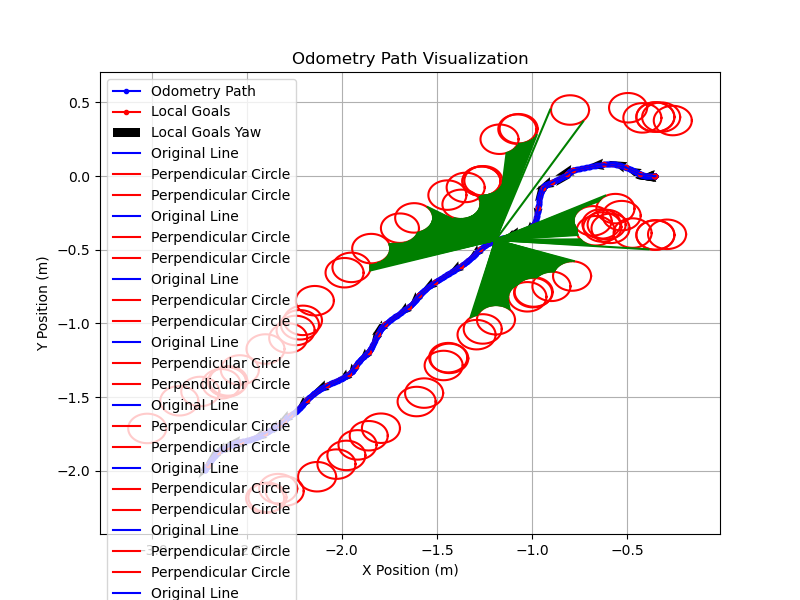 Odometry Path Visualization
Y Position (m)
0.5
0.0
−0.5
−1.0
−1.5
−2.0
Odometry Path
Local Goals
Local Goals Yaw
Original Line
Perpendicular Circle
Perpendicular Circle
Original Line
Perpendicular Circle
Perpendicular Circle
Original Line
Perpendicular Circle
Perpendicular Circle
Original Line
Perpendicular Circle
Perpendicular Circle
Original Line
Perpendicular Circle
Perpendicular Circle
Original Line
Perpendicular Circle
Perpendicular Circle
Original Line
Perpendicular Circle
Perpendicular Circle
Original Line
−2.0 −1.5 −1.0 −0.5
X Position (m)